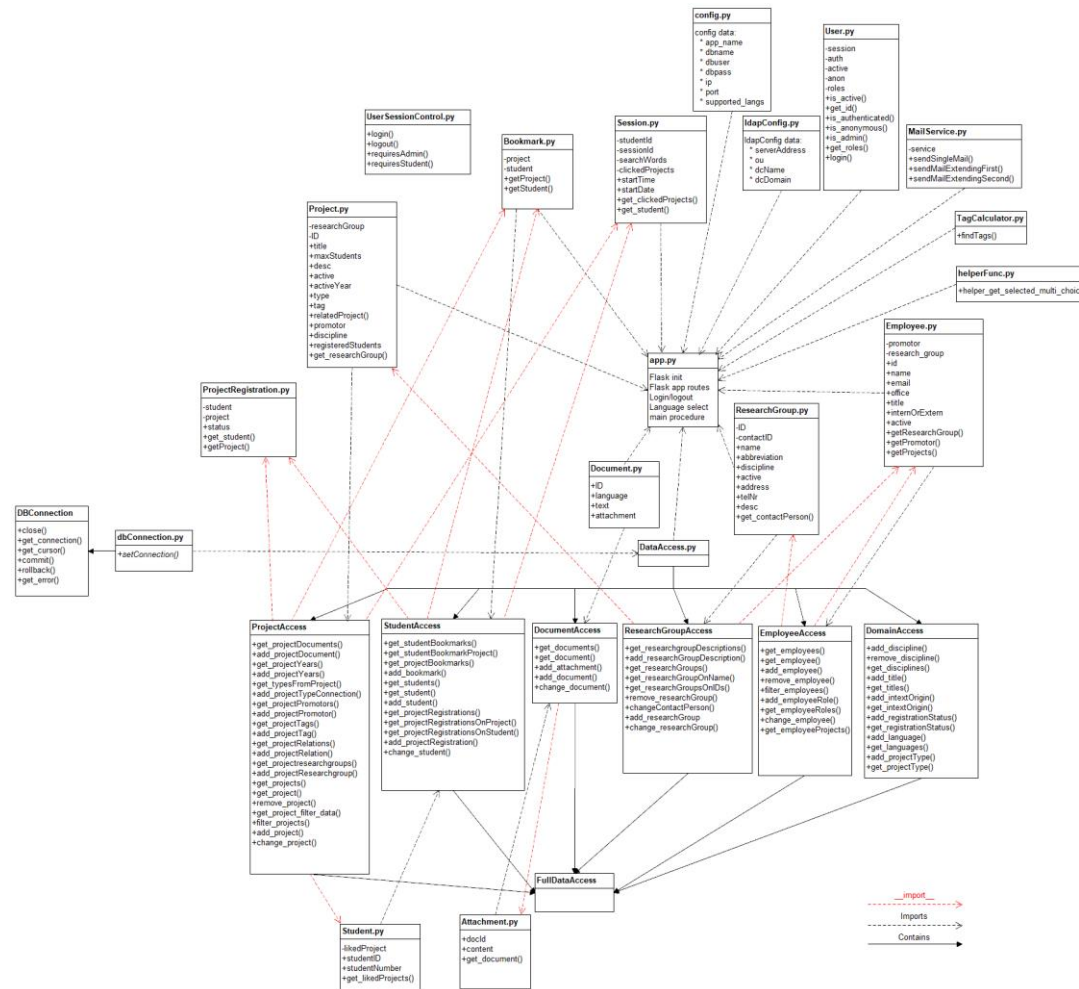 config.py
config data:
* app_name
* dbname
* dbuser
* dbpass
* ip
* port
* supported_langs
User.py
-session
-auth
-active
-anon
-roles
+is_active()
+get_id()
+is_authenticated()
+is_anonymous()
+is_admin()
+get_roles()
+login()
UserSessionControl.py
+login()
+logout()
+requiresAdmin()
+requiresStudent()
Bookmark.py
-project
-student
+getProject()
+getStudent()
Session.py
-studentId
-sessionId
-searchWords
-clickedProjects
+startTime
+startDate
+get_clickedProjects()
+get_student()
ldapConfig.py
ldapConfig data:
* serverAddress
* ou
* dcName
* dcDomain
MailService.py
-service
+sendSingleMail()
+sendMailExtendingFirst()
+sendMailExtendingSecond()
TagCalculator.py
+findTags()
helperFunc.py
+helper_get_selected_multi_choic
Project.py
-researchGroup
-ID
+title
+maxStudents
+desc
+active
+activeYear
+type
+tag
+relatedProject()
+promotor
+discipline
+registeredStudents
+get_researchGroup()
Employee.py
-promotor
-research_group
+id
+name
+email
+office
+title
+internOrExtern
+active
+getResearchGroup()
+getPromotor()
+getProjects()
app.py
Flask init
Flask app routes
Login/logout
Language select
main procedure
ProjectRegistration.py
-student
-project
+status
+get_student()
+getProject()
ResearchGroup.py
-ID
-contactID
+name
+abbreviation
+discipline
+active
+address
+telNr
+desc
+get_contactPerson()
Document.py
+ID
+language
+text
+attachment
DBConnection
+close()
+get_connection()
+get_cursor()
+commit()
+rollback()
+get_error()
dbConnection.py
+setConnection()
DataAccess.py
ProjectAccess
+get_projectDocuments()
+add_projectDocument()
+get_projectYears()
+add_projectYears()
+get_typesFromProject()
+add_projectTypeConnection()
+get_projectPromotors()
+add_projectPromotor()
+get_projectTags()
+add_projectTag()
+get_projectRelations()
+add_projectRelation()
+get_projectresearchgroups()
+add_projectResearchgroup()
+get_projects()
+get_project()
+remove_project()
+get_project_filter_data()
+filter_projects()
+add_project()
+change_project()
StudentAccess
+get_studentBookmarks()
+get_studentBookmarkProject()
+get_projectBookmarks()
+add_bookmark()
+get_students()
+get_student()
+add_student()
+get_projectRegistrations()
+get_projectRegistrationsOnProject()
+get_projectRegistrationsOnStudent()
+add_projectRegistration()
+change_student()
DocumentAccess
+get_documents()
+get_document()
+add_attachment()
+add_document()
+change_document()
ResearchGroupAccess
+get_researchgroupDescriptions()
+add_researchGroupDescription()
+get_researchGroups()
+get_researchGroupOnName()
+get_researchGroupsOnIDs()
+remove_researchGroup()
+changeContactPerson()
+add_researchGroup
+change_researchGroup()
EmployeeAccess
+get_employees()
+get_employee()
+add_employee()
+remove_employee()
+filter_employees()
+add_employeeRole()
+get_employeeRoles()
+change_employee()
+get_employeeProjects()
DomainAccess
+add_discipline()
+remove_discipline()
+get_disciplines()
+add_title()
+get_titles()
+add_intextOrigin()
+get_intextOrigin()
+add_registrationStatus()
+get_registrationStatus()
+add_language()
+get_languages()
+add_projectType()
+get_projectType()
FullDataAccess
Student.py
-likedProject
+studentID
+studentNumber
+get_likedProjects()
Attachment.py
+docId
+content
+get_document()
__import__
Imports
Contains